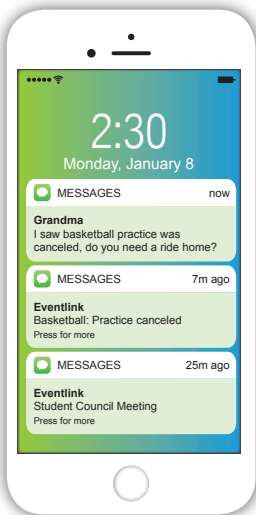 2:30
Monday, January 8
MESSAGES now
Grandma
I saw basketball practice was
canceled, do you need a ride home?
MESSAGES 7m ago
Eventlink
Basketball: Practice canceled
Press for more
MESSAGES 25m ago
Eventlink
Student Council Meeting
Press for more